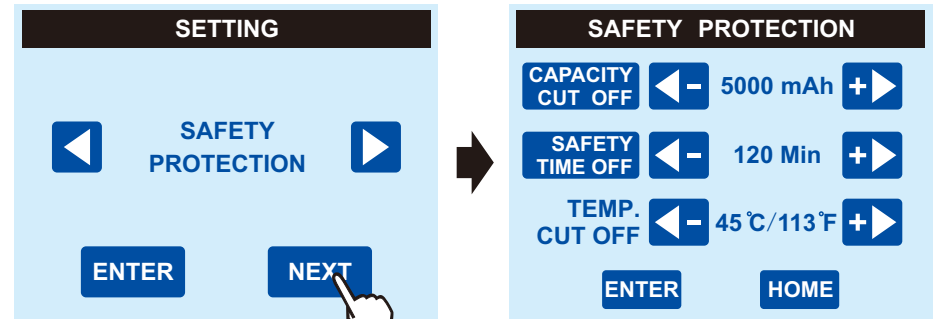 SETTING
SAFETY
PROTECTION
ENTER NEXT
SAFETY PROTECTION
CAPACITY
CUT OFF
- 5000 mAh +
SAFETY
TIME OFF
- 120 Min +
TEMP.
CUT OFF
- 45℃/113℉ +
ENTER HOME